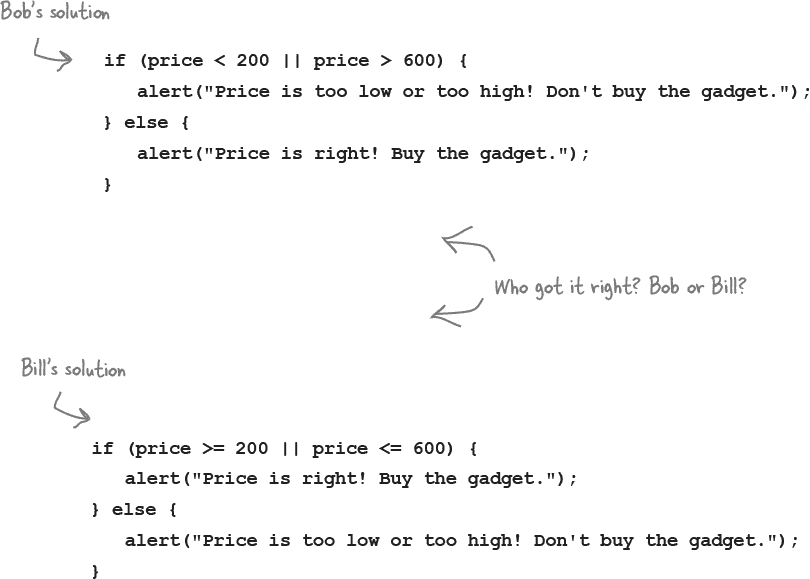 Bob's solution
if (price < 200 || price > 600) {
alert("Price is too low or too high! Don't buy the gadget.");
} else {
alert("Price is right! Buy the gadget.");
}
Who got it right? Bob or Bill?
Bill's solution
if (price >= 200 || price <= 600) {
alert("Price is right! Buy the gadget.");
} else {
alert("Price is too low or too high! Don't buy the gadget.");
}